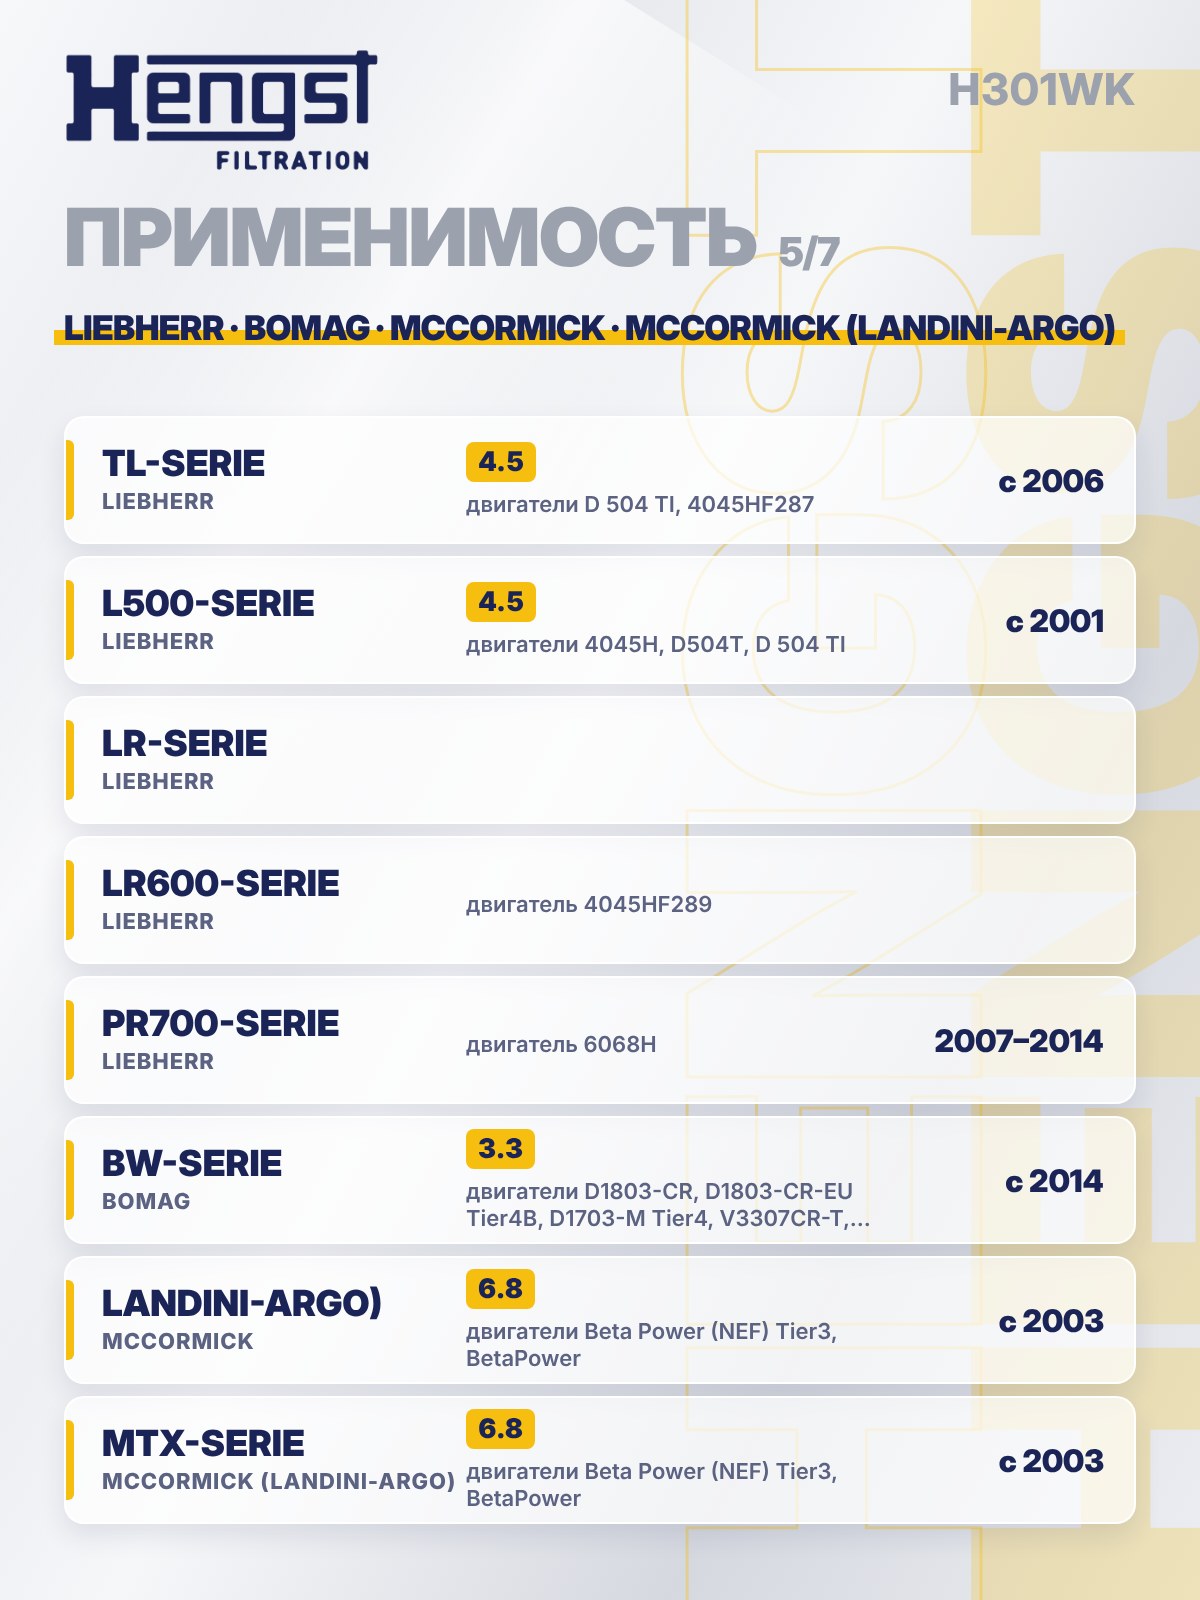 Hengst
FILTRATION
H301WK
ПРИМЕНИМОСТЬ 5/7
LIEBHERR · BOMAG · MCCORMICK · MCCORMICK (LANDINI-ARGO)
TL-SERIE
LIEBHERR
4.5
двигатели D 504 TI, 4045HF287
с 2006
L500-SERIE
LIEBHERR
4.5
двигатели 4045H, D504T, D 504 TI
с 2001
LR-SERIE
LIEBHERR
LR600-SERIE
LIEBHERR
двигатель 4045HF289
PR700-SERIE
LIEBHERR
двигатель 6068H
2007–2014
BW-SERIE
BOMAG
3.3
двигатели D1803-CR, D1803-CR-EU
Tier4B, D1703-M Tier4, V3307CR-T,...
с 2014
LANDINI-ARGO)
MCCORMICK
6.8
двигатели Beta Power (NEF) Tier3,
BetaPower
с 2003
MTX-SERIE
MCCORMICK (LANDINI-ARGO)
6.8
двигатели Beta Power (NEF) Tier3,
BetaPower
с 2003
HENGST
HENGST